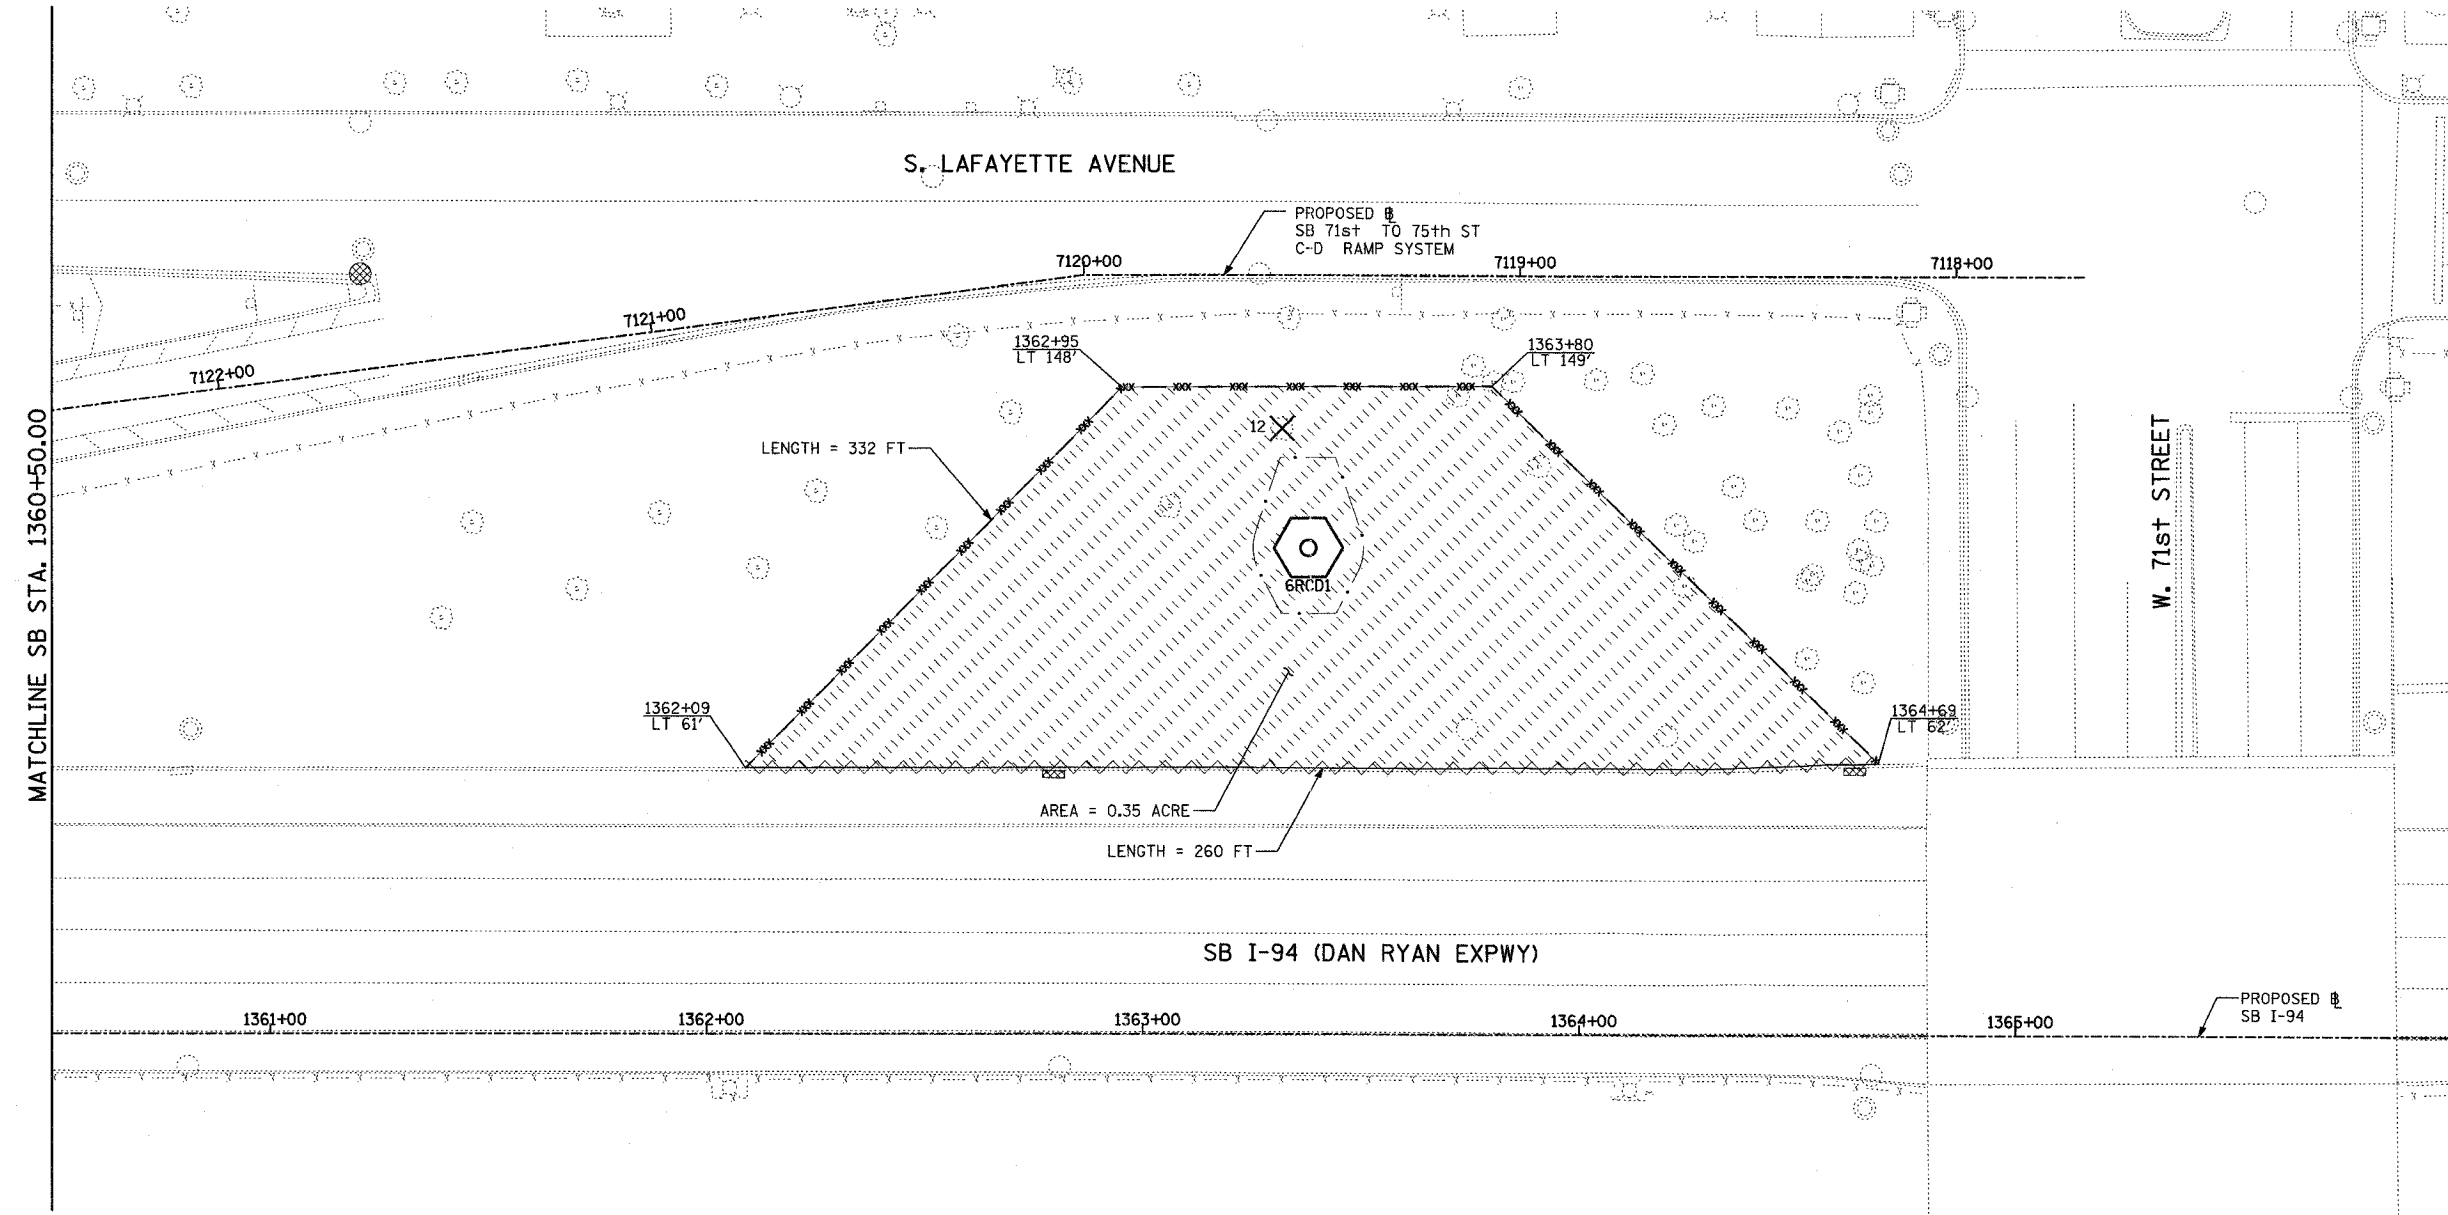 S. LAFAYETTE AVENUE
PROPOSED ℄
SB 71st TO 75th ST
C-D RAMP SYSTEM
7120+00
7119+00
7118+00
7121+00
7122+00
1362+95
LT 148'
1363+80
LT 149'
12
LENGTH = 332 FT
6RCD1
MATCHLINE SB STA. 1360+50.00
W. 71st STREET
1362+09
LT 61'
1364+69
LT 62'
AREA = 0.35 ACRE
LENGTH = 260 FT
SB I-94 (DAN RYAN EXPWY)
PROPOSED ℄
SB I-94
1361+00
1362+00
1363+00
1364+00
1365+00